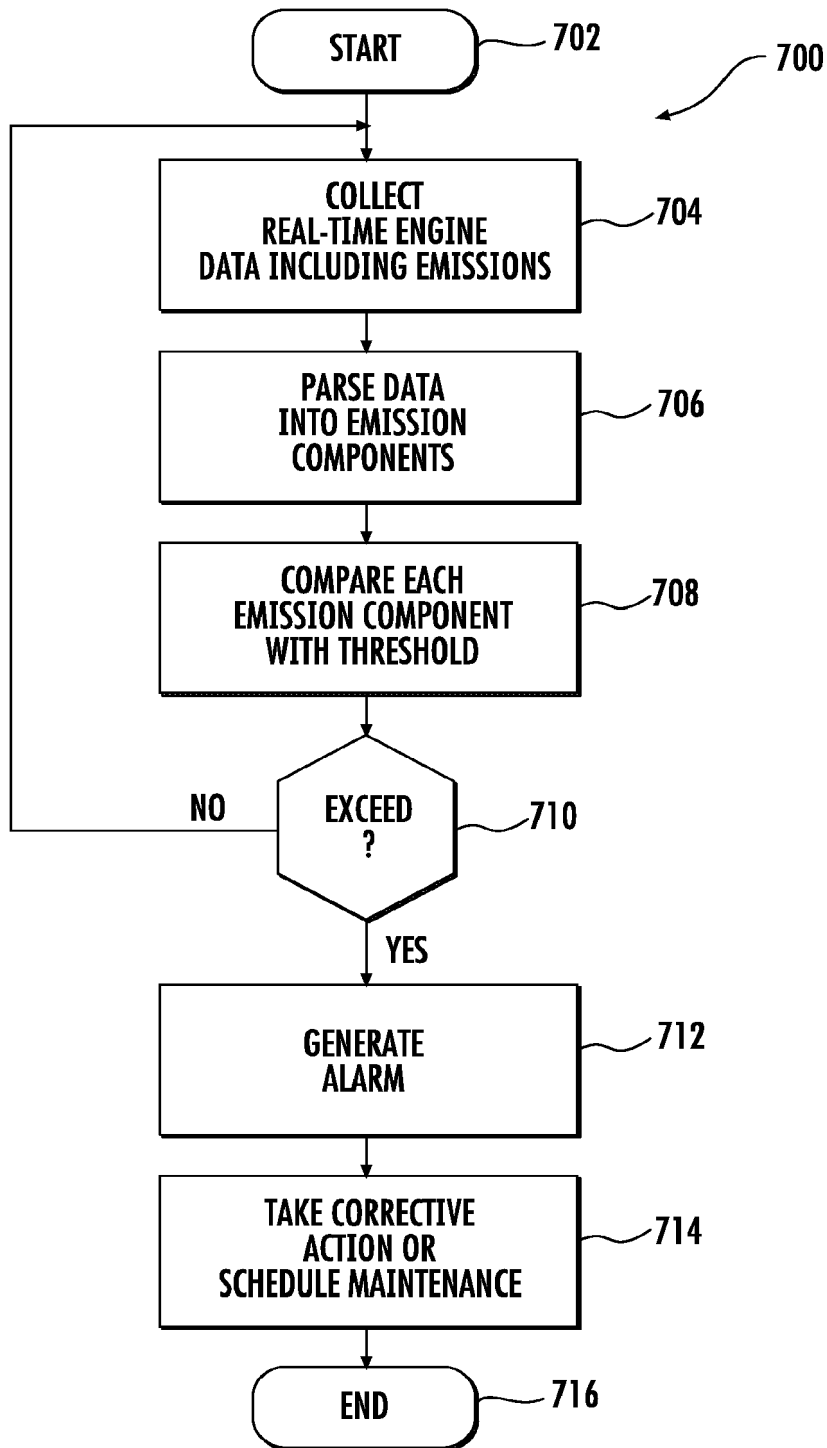 START
702
700
COLLECT
REAL-TIME ENGINE
DATA INCLUDING EMISSIONS
704
PARSE DATA
INTO EMISSION
COMPONENTS
706
COMPARE EACH
EMISSION COMPONENT
WITH THRESHOLD
708
NO
EXCEED
?
710
YES
GENERATE
ALARM
712
TAKE CORRECTIVE
ACTION OR
SCHEDULE MAINTENANCE
714
END
716